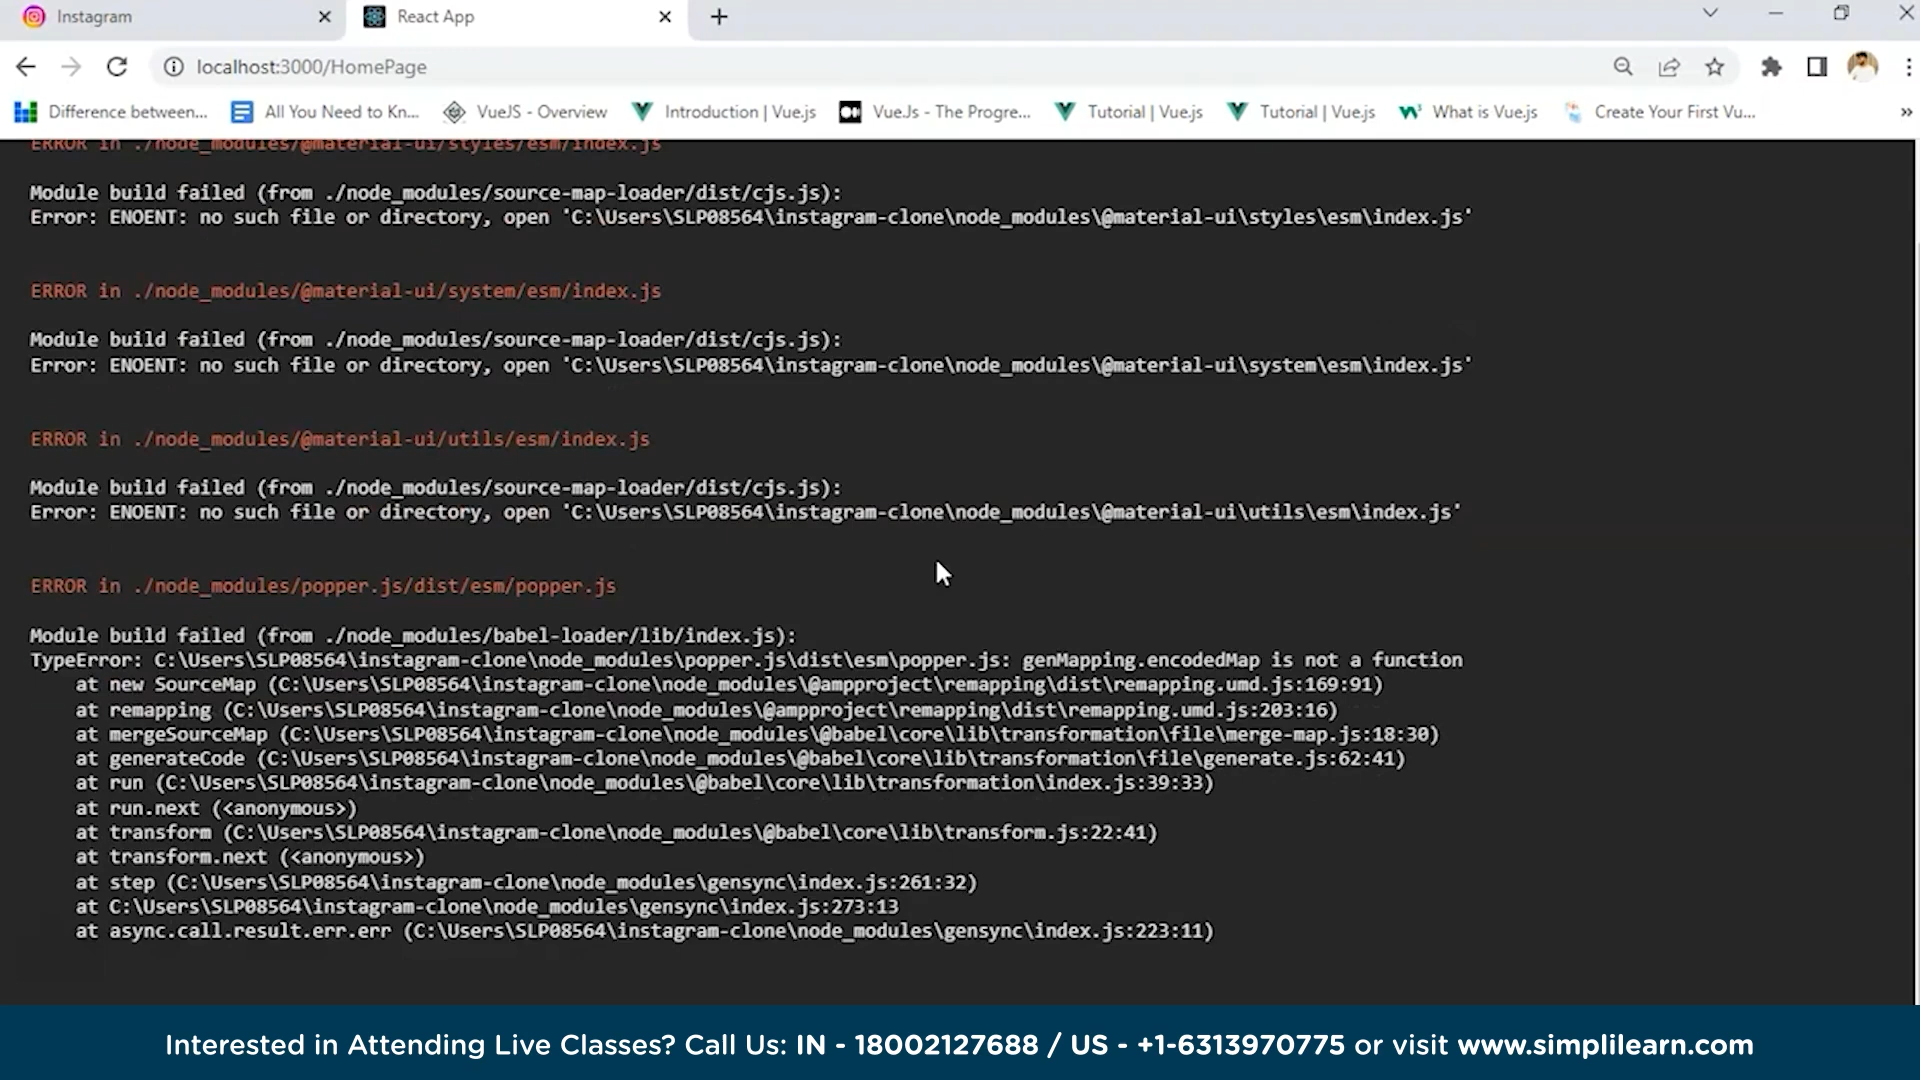 Instagram
React App
localhost:3000/HomePage
Difference between... All You Need to Kn... VueJS - Overview Introduction | Vue.js VueJs - The Progre... Tutorial | Vue.js Tutorial | Vue.js What is Vue.js Create Your First Vu... »
ERROR in ./node_modules/@material-ui/styles/esm/index.js
Module build failed (from ./node_modules/source-map-loader/dist/cjs.js):
Error: ENOENT: no such file or directory, open 'C:\Users\SLP08564\instagram-clone\node_modules\@material-ui\styles\esm\index.js'
ERROR in ./node_modules/@material-ui/system/esm/index.js
Module build failed (from ./node_modules/source-map-loader/dist/cjs.js):
Error: ENOENT: no such file or directory, open 'C:\Users\SLP08564\instagram-clone\node_modules\@material-ui\system\esm\index.js'
ERROR in ./node_modules/@material-ui/utils/esm/index.js
Module build failed (from ./node_modules/source-map-loader/dist/cjs.js):
Error: ENOENT: no such file or directory, open 'C:\Users\SLP08564\instagram-clone\node_modules\@material-ui\utils\esm\index.js'
ERROR in ./node_modules/popper.js/dist/esm/popper.js
Module build failed (from ./node_modules/babel-loader/lib/index.js):
TypeError: C:\Users\SLP08564\instagram-clone\node_modules\popper.js\dist\esm\popper.js: genMapping.encodedMap is not a function
at new SourceMap (C:\Users\SLP08564\instagram-clone\node_modules\@ampproject\remapping\dist\remapping.umd.js:169:91)
at remapping (C:\Users\SLP08564\instagram-clone\node_modules\@ampproject\remapping\dist\remapping.umd.js:203:16)
at mergeSourceMap (C:\Users\SLP08564\instagram-clone\node_modules\@babel\core\lib\transformation\file\merge-map.js:18:30)
at generateCode (C:\Users\SLP08564\instagram-clone\node_modules\@babel\core\lib\transformation\file\generate.js:62:41)
at run (C:\Users\SLP08564\instagram-clone\node_modules\@babel\core\lib\transformation\index.js:39:33)
at run.next (<anonymous>)
at transform (C:\Users\SLP08564\instagram-clone\node_modules\@babel\core\lib\transform.js:22:41)
at transform.next (<anonymous>)
at step (C:\Users\SLP08564\instagram-clone\node_modules\gensync\index.js:261:32)
at C:\Users\SLP08564\instagram-clone\node_modules\gensync\index.js:273:13
at async.call.result.err.err (C:\Users\SLP08564\instagram-clone\node_modules\gensync\index.js:223:11)
Interested in Attending Live Classes? Call Us: IN - 18002127688 / US - +1-6313970775 or visit www.simplilearn.com